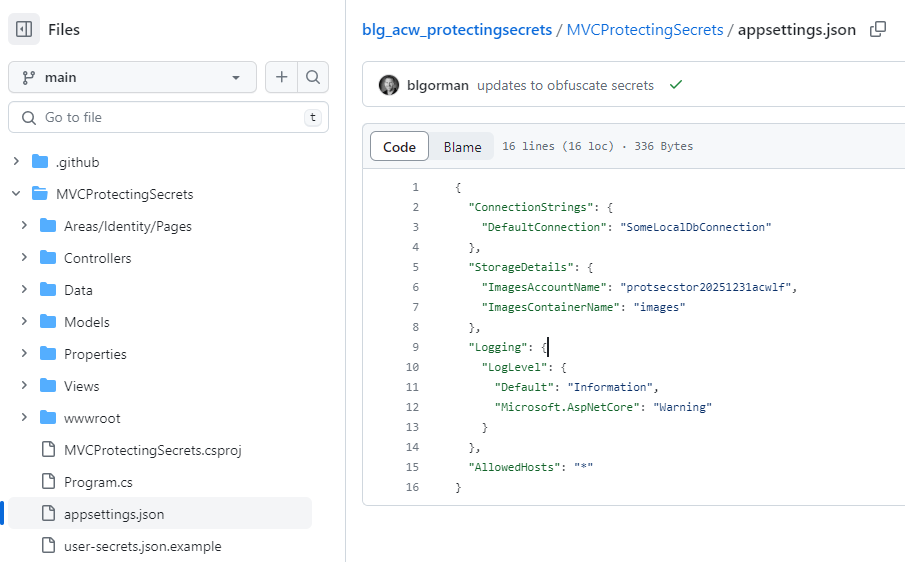 Files
main
Go to file
t
.github
MVCProtectingSecrets
Areas/Identity/Pages
Controllers
Data
Models
Properties
Views
wwwroot
MVCProtectingSecrets.csproj
Program.cs
appsettings.json
user-secrets.json.example
blg_acw_protectingsecrets / MVCProtectingSecrets / appsettings.json
blgorman updates to obfuscate secrets
Code Blame 16 lines (16 loc) · 336 Bytes
1 {
2 "ConnectionStrings": {
3 "DefaultConnection": "SomeLocalDbConnection"
4 },
5 "StorageDetails": {
6 "ImagesAccountName": "protsecstor20251231acwlf",
7 "ImagesContainerName": "images"
8 },
9 "Logging": {
10 "LogLevel": {
11 "Default": "Information",
12 "Microsoft.AspNetCore": "Warning"
13 }
14 },
15 "AllowedHosts": "*"
16 }